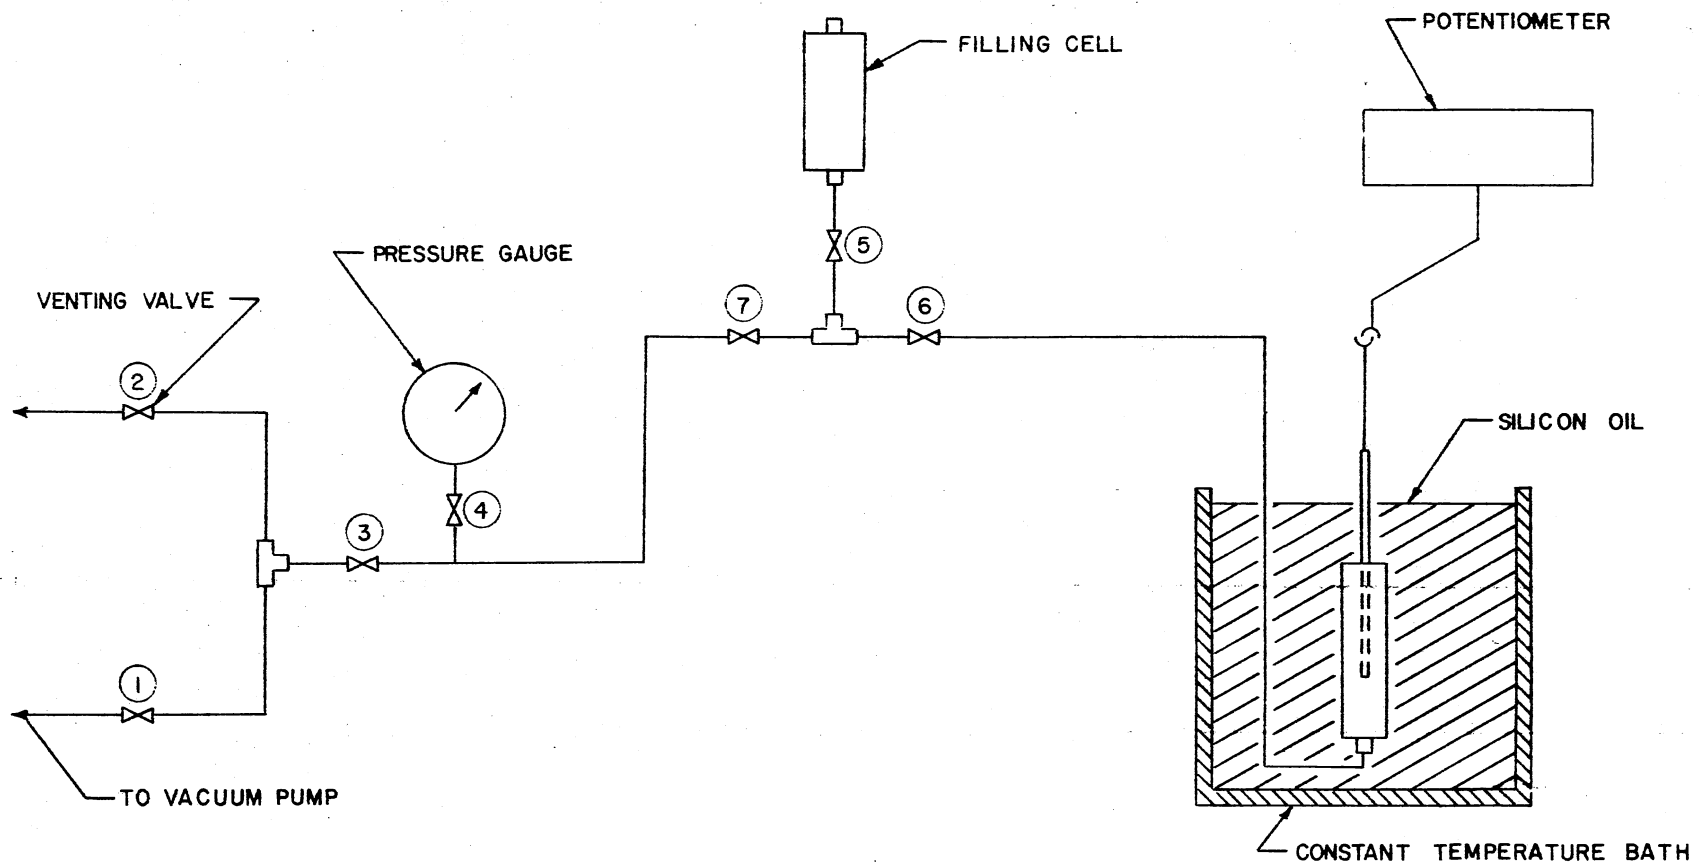 POTENTIOMETER
FILLING CELL
5
PRESSURE GAUGE
VENTING VALVE
7
6
2
SILICON OIL
4
3
1
TO VACUUM PUMP
CONSTANT TEMPERATURE BATH